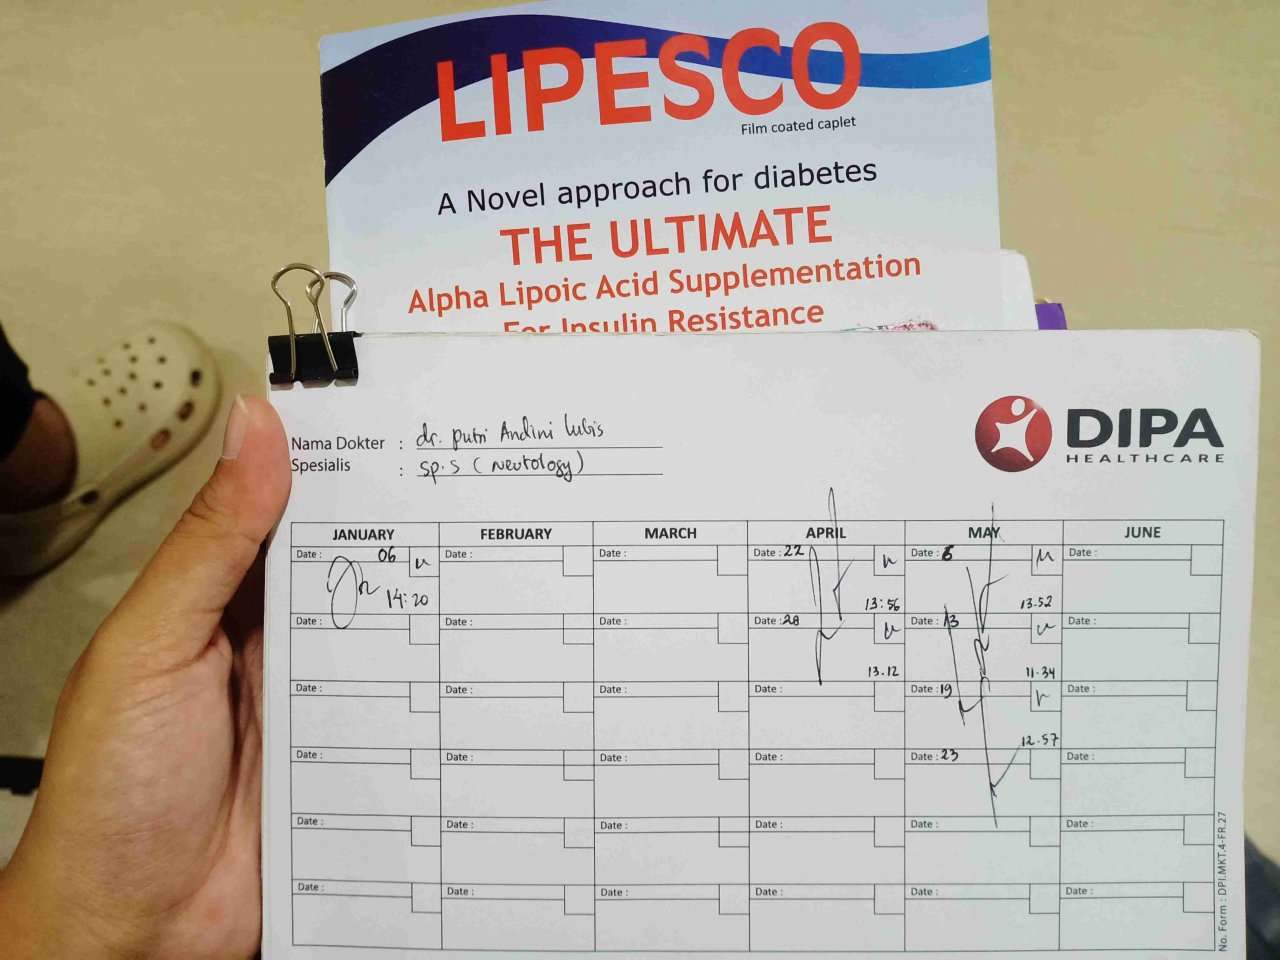 LIPESCO
Film coated caplet
A Novel approach for diabetes
THE ULTIMATE
Alpha Lipoic Acid Supplementation
For Insulin Resistance
DIPA
HEALTHCARE
Nama Dokter : dr. putri Andini Lubis
Spesialis : sp.s (Neurology)
JANUARY FEBRUARY MARCH APRIL MAY JUNE
Date : 06 Date : Date : Date : 22 Date : 6 Date :
14:20 13:56 13.52
Date : Date : Date : Date : 28 Date : 13 Date :
13.12 11.34
Date : Date : Date : Date : Date : 19 Date :
12.57
Date : Date : Date : Date : Date : 23 Date :
Date : Date : Date : Date : Date : Date :
Date : Date : Date : Date : Date : Date :
No. Form : DPI.MKT.4-FR.27